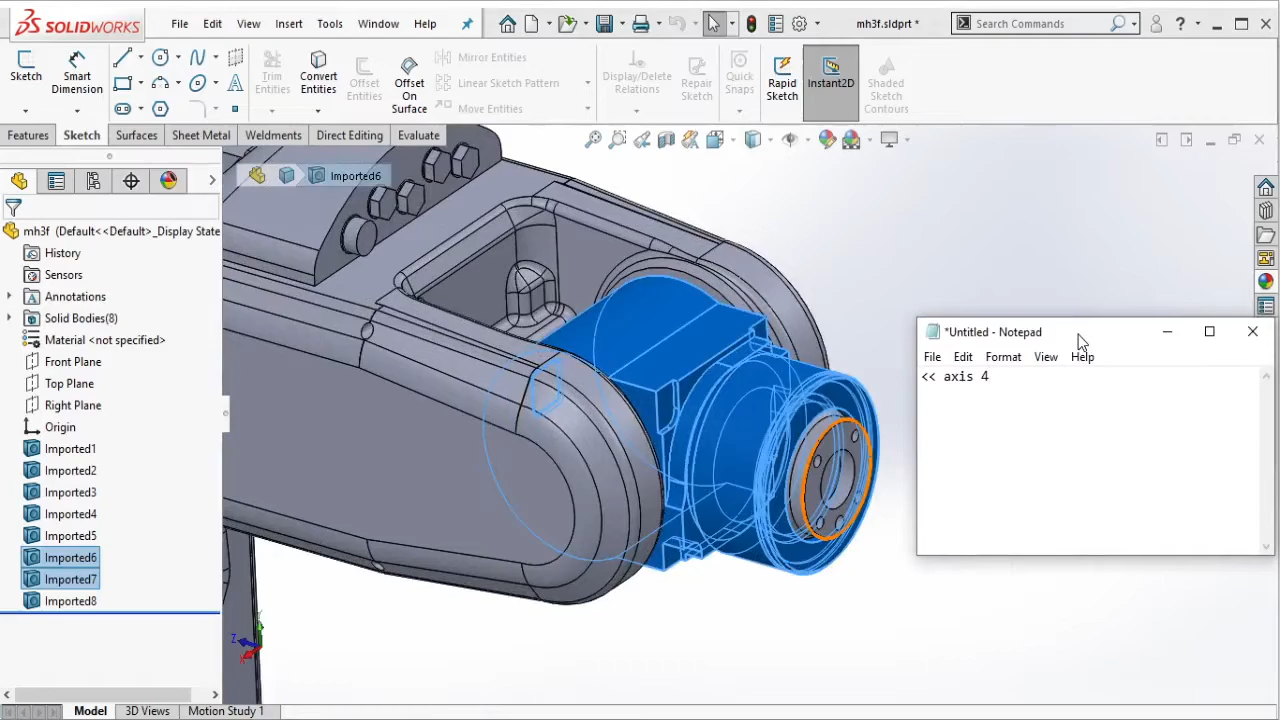 SOLIDWORKS
File Edit View Insert Tools Window Help
mh3f.sldprt *
Search Commands
Sketch
Smart Dimension
Trim Entities
Convert Entities
Offset Entities
Offset On Surface
Mirror Entities
Linear Sketch Pattern
Move Entities
Display/Delete Relations
Repair Sketch
Quick Snaps
Rapid Sketch
Instant2D
Shaded Sketch Contours
Features Sketch Surfaces Sheet Metal Weldments Direct Editing Evaluate
Imported6
mh3f (Default<<Default>_Display State
History
Sensors
Annotations
Solid Bodies(8)
Material <not specified>
Front Plane
Top Plane
Right Plane
Origin
Imported1
Imported2
Imported3
Imported4
Imported5
Imported6
Imported7
Imported8
*Untitled - Notepad
File Edit Format View Help
<< axis 4
Y
Z
X
Model 3D Views Motion Study 1